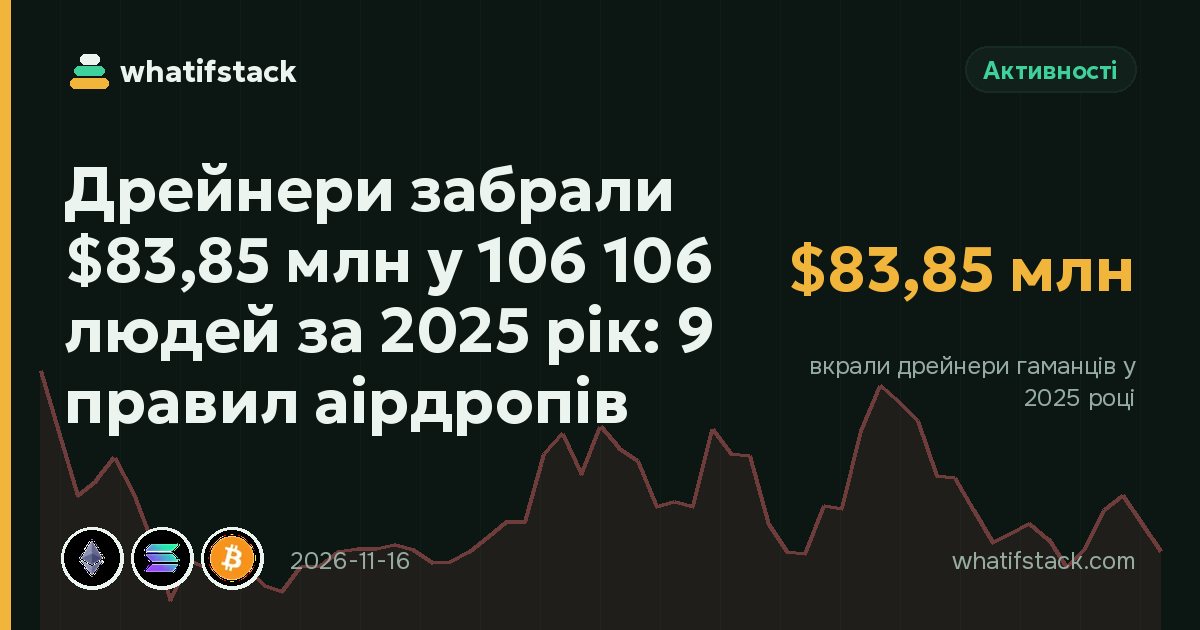 whatifstack
Активності
Дрейнери забрали
$83,85 млн у 106 106
людей за 2025 рік: 9
правил аірдропів
$83,85 млн
вкрали дрейнери гаманців у
2025 році
2026-11-16
whatifstack.com